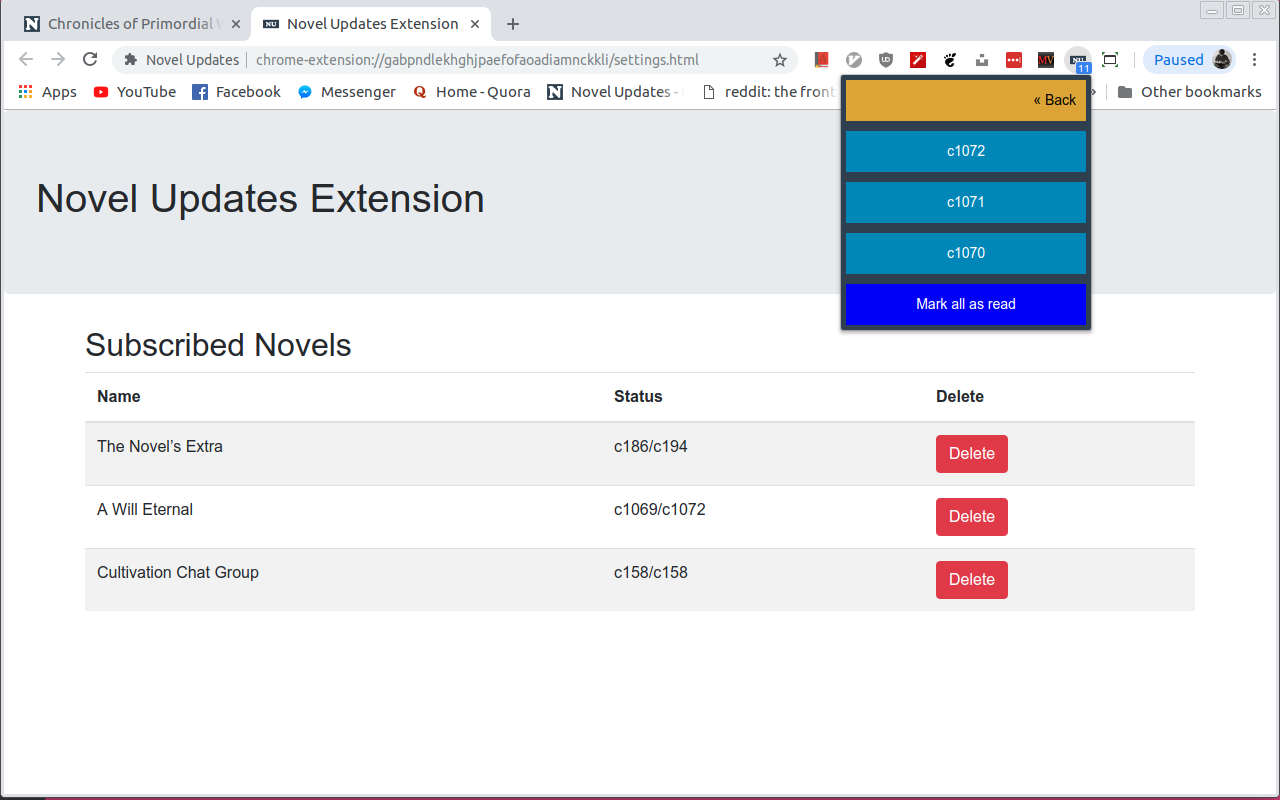 Chronicles of Primordial
Novel Updates Extension
Novel Updates
chrome-extension://gabpndlekhghjpaefofaoadiamnckkli/settings.html
UD
MV
NU
11
Paused
Apps
YouTube
Facebook
Messenger
Home - Quora
Novel Updates -
reddit: the front
Other bookmarks
« Back
c1072
c1071
c1070
Mark all as read
Novel Updates Extension
Subscribed Novels
Name Status Delete
The Novel’s Extra c186/c194 Delete
A Will Eternal c1069/c1072 Delete
Cultivation Chat Group c158/c158 Delete